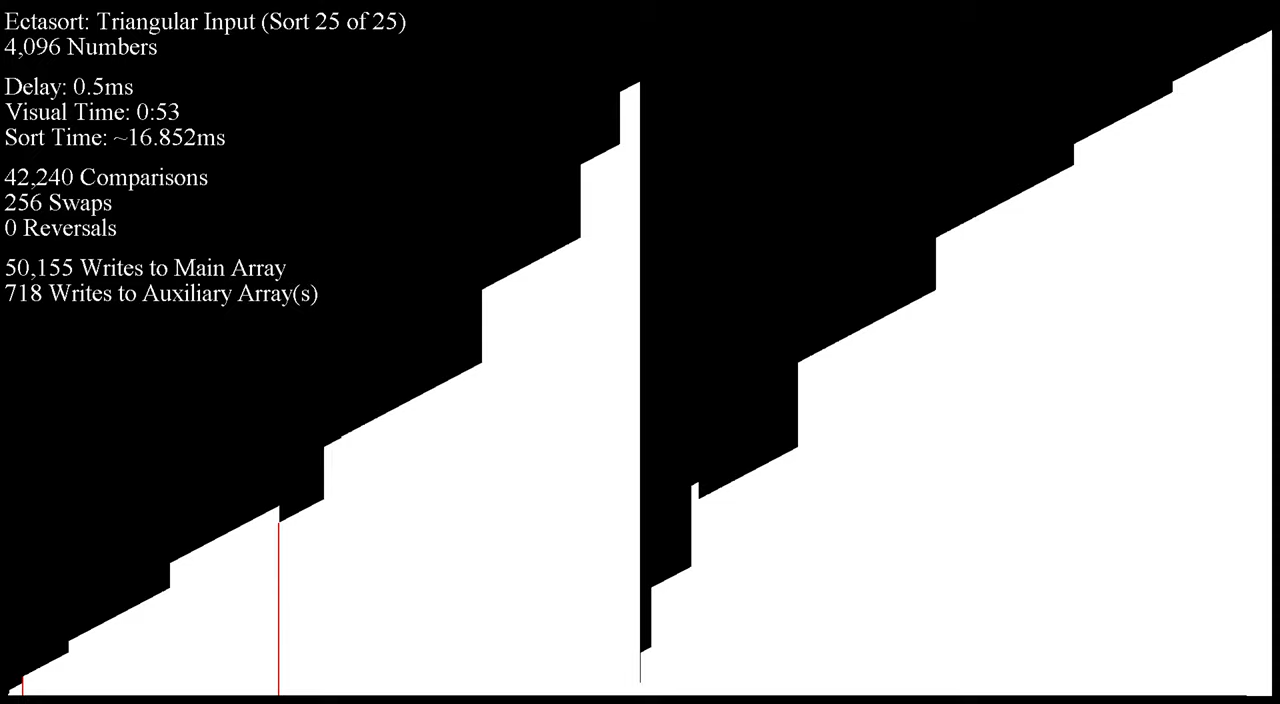 Ectasort: Triangular Input (Sort 25 of 25)
4,096 Numbers
Delay: 0.5ms
Visual Time: 0:53
Sort Time: ~16.852ms
42,240 Comparisons
256 Swaps
0 Reversals
50,155 Writes to Main Array
718 Writes to Auxiliary Array(s)